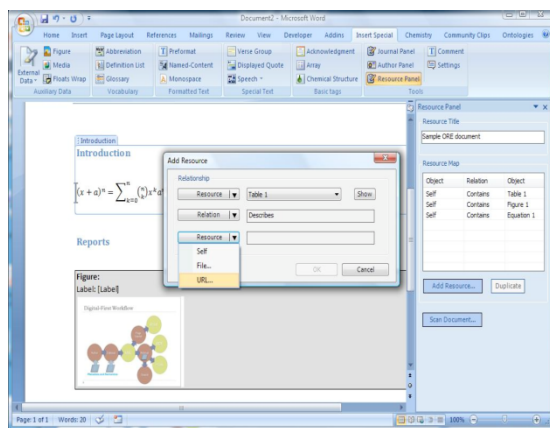 Document2 - Microsoft Word
Home Insert Page Layout References Mailings Review View Developer Addins Insert Special Chemistry Community Clips Ontologies
External Data
Figure
Media
Floats Wrap
Auxiliary Data
Abbreviation
Definition List
Glossary
Vocabulary
Preformat
Named-Content
Monospace
Formatted Text
Verse Group
Displayed Quote
Speech
Special Text
Acknowledgment
Array
Chemical Structure
Basic tags
Journal Panel
Author Panel
Resource Panel
Comment
Settings
Tools
Introduction
Introduction
(x + a)ⁿ = ∑ⁿₖ₌₀ (ⁿₖ)xᵏa
Reports
Figure:
Label: [Label]
Digital-First Workflow
Add Resource
Relationship
Resource Table 1 Show
Relation Describes
Resource
Self
File...
URL...
OK Cancel
Resource Panel
Resource Title
Sample ORE document
Resource Map
Object Relation Object
Self Contains Table 1
Self Contains Figure 1
Self Contains Equation 1
Add Resource... Duplicate
Scan Document...
Page: 1 of 1 Words: 20 100%